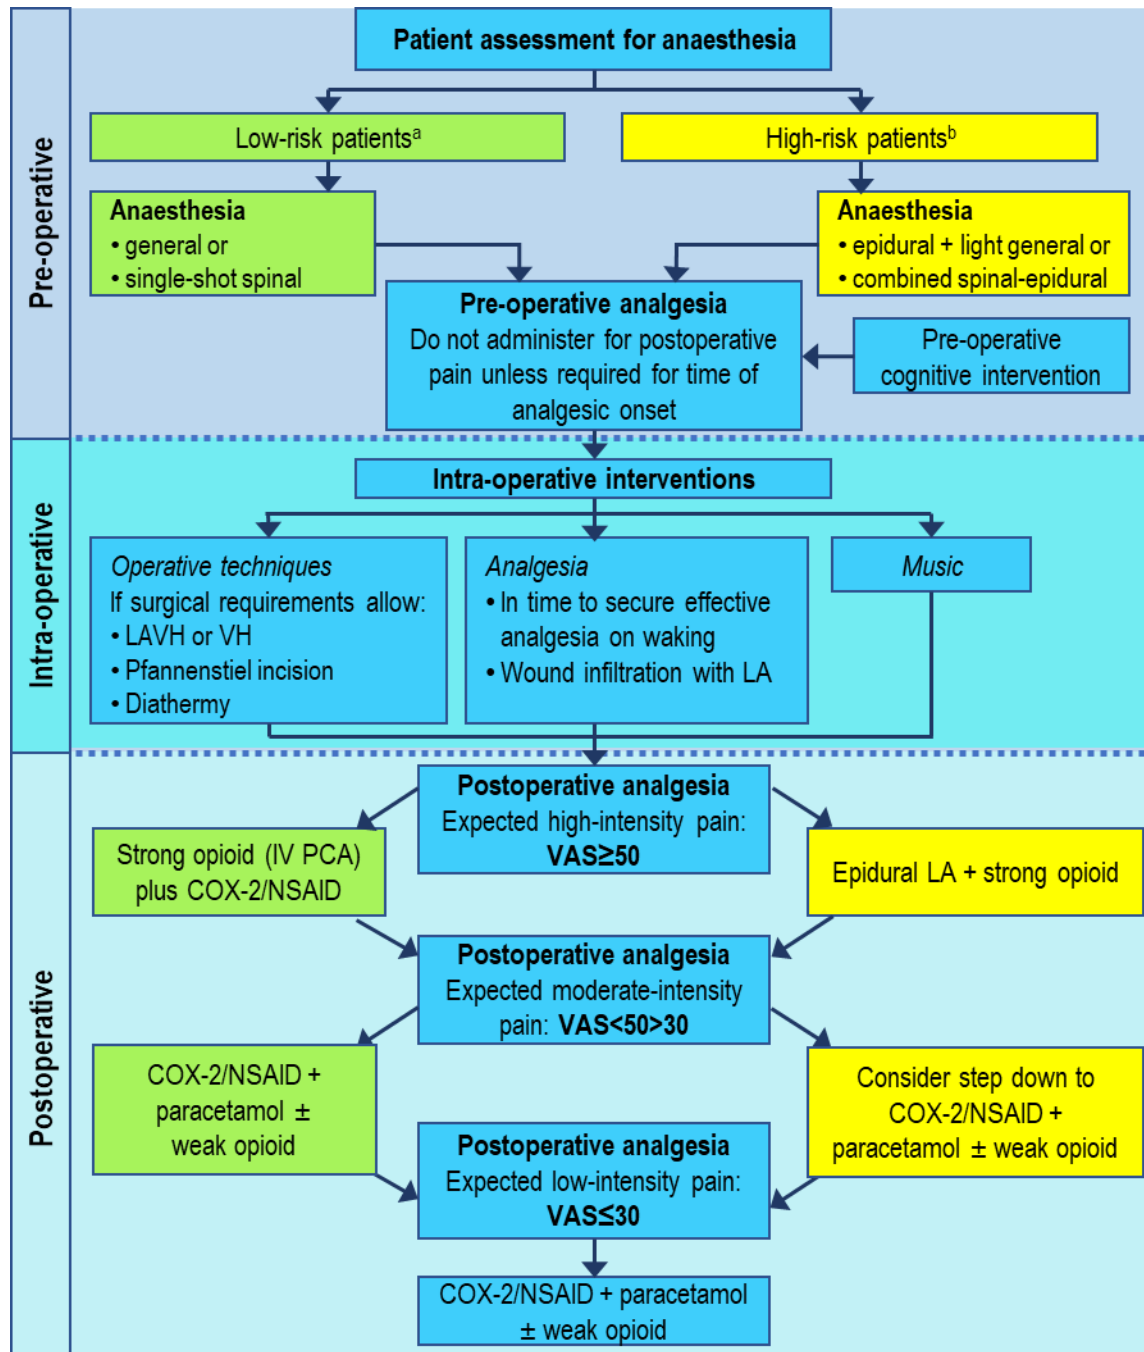 Patient assessment for anaesthesia
Pre-operative
Low-risk patientsᵃ
High-risk patientsᵇ
Anaesthesia
• general or
• single-shot spinal
Anaesthesia
• epidural + light general or
• combined spinal-epidural
Pre-operative analgesia
Do not administer for postoperative
pain unless required for time of
analgesic onset
Pre-operative
cognitive intervention
Intra-operative
Intra-operative interventions
Operative techniques
If surgical requirements allow:
• LAVH or VH
• Pfannenstiel incision
• Diathermy
Analgesia
• In time to secure effective
analgesia on waking
• Wound infiltration with LA
Music
Postoperative
Postoperative analgesia
Expected high-intensity pain:
VAS≥50
Strong opioid (IV PCA)
plus COX-2/NSAID
Epidural LA + strong opioid
Postoperative analgesia
Expected moderate-intensity
pain: VAS<50>30
COX-2/NSAID +
paracetamol ±
weak opioid
Consider step down to
COX-2/NSAID +
paracetamol ± weak opioid
Postoperative analgesia
Expected low-intensity pain:
VAS≤30
COX-2/NSAID + paracetamol
± weak opioid